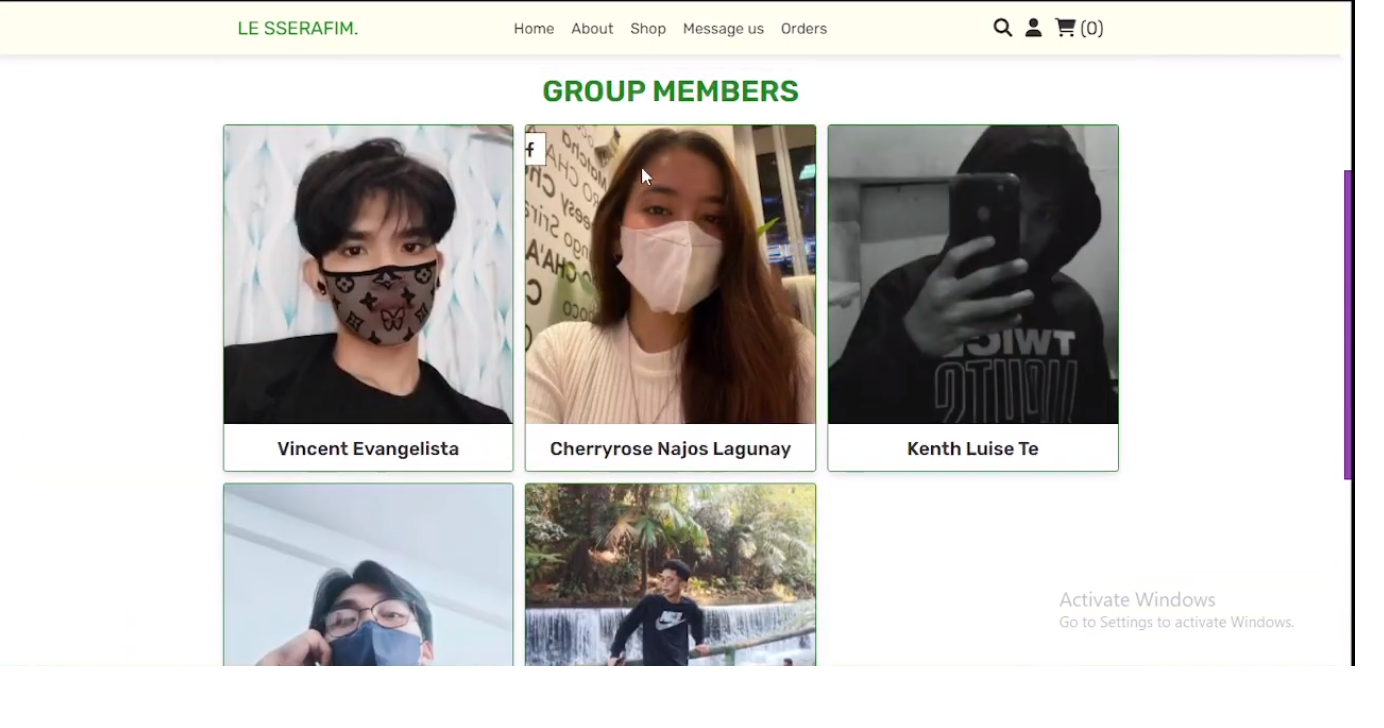 LE SSERAFIM.
Home About Shop Message us Orders
(0)
GROUP MEMBERS
f
Vincent Evangelista
Cherryrose Najos Lagunay
Kenth Luise Te
Activate Windows
Go to Settings to activate Windows.